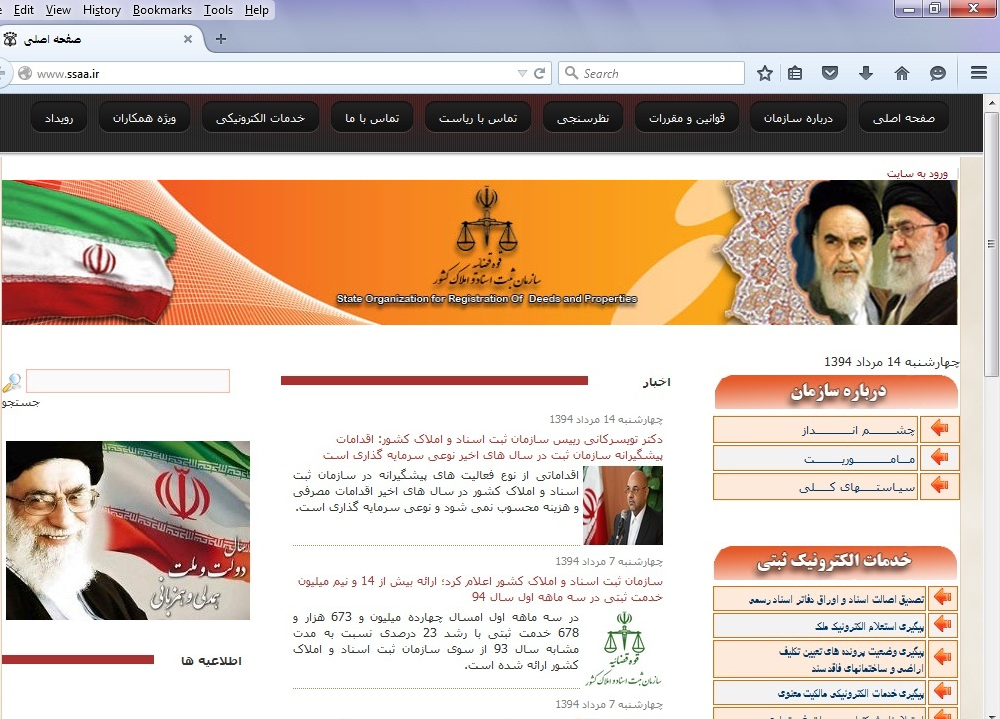 Edit View History Bookmarks Tools Help
صفحه اصلی
www.ssaa.ir
Search
صفحه اصلی درباره سازمان قوانین و مقررات نظرسنجی تماس با ریاست تماس با ما خدمات الکترونیکی ویژه همکاران رویداد
ورود به سایت
قوه قضائیه
سازمان ثبت اسناد و املاک کشور
State Organization for Registration Of Deeds and Properties
چهارشنبه 14 مرداد 1394
درباره سازمان
چشـــم انـــداز
مـامـــوریـــت
سیـاستـــهای کـــلی
خدمات الکترونیک ثبتی
تصدیق اصالت اسناد و اوراق دفاتر اسناد رسمی
پیگیری استعلام الکترونیک ملک
پیگیری وضعیت پرونده های تعیین تکلیف
اراضی و ساختمانهای فاقد سند
پیگیری خدمات الکترونیکی مالکیت معنوی
اخبار
چهارشنبه 14 مرداد 1394
دکتر تویسرکانی رییس سازمان ثبت اسناد و املاک کشور: اقدامات
پیشگیرانه سازمان ثبت در سال های اخیر نوعی سرمایه گذاری است
اقداماتی از نوع فعالیت های پیشگیرانه در سازمان ثبت
اسناد و املاک کشور در سال های اخیر اقدامات مصرفی
و هزینه محسوب نمی شود و نوعی سرمایه گذاری است.
چهارشنبه 7 مرداد 1394
سازمان ثبت اسناد و املاک کشور اعلام کرد؛ ارائه بیش از 14 و نیم میلیون
خدمت ثبتی در سه ماهه اول سال 94
در سه ماهه اول امسال چهارده میلیون و 673 هزار و
678 خدمت ثبتی با رشد 23 درصدی نسبت به مدت
مشابه سال 93 از سوی سازمان ثبت اسناد و املاک
کشور ارائه شده است.
قوه قضائیه
سازمان ثبت اسناد و املاک کشور
چهارشنبه 7 مرداد 1394
جستجو
سال
دولت و ملت،
همدلی و همزبانی
اطلاعیه ها